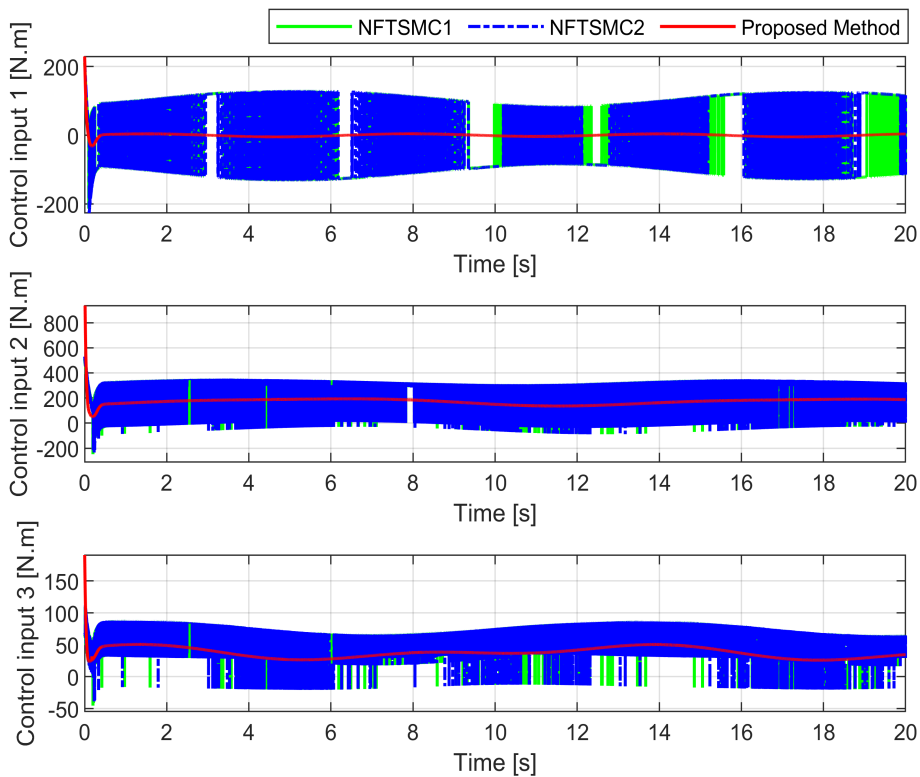 NFTSMC1 NFTSMC2 Proposed Method
Control input 1 [N.m]
200
0
-200
0 2 4 6 8 10 12 14 16 18 20
Time [s]
Control input 2 [N.m]
800
600
400
200
0
-200
0 2 4 6 8 10 12 14 16 18 20
Time [s]
Control input 3 [N.m]
150
100
50
0
-50
0 2 4 6 8 10 12 14 16 18 20
Time [s]